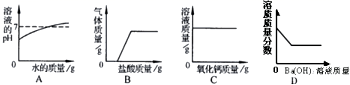 溶液的pH
7
0
水的质量/g
A
气体质量/g
0
盐酸质量/g
B
溶液的质量/g
0
氧化钙质量/g
C
溶质质量分数
0
Ba(OH)₂溶液质量
D